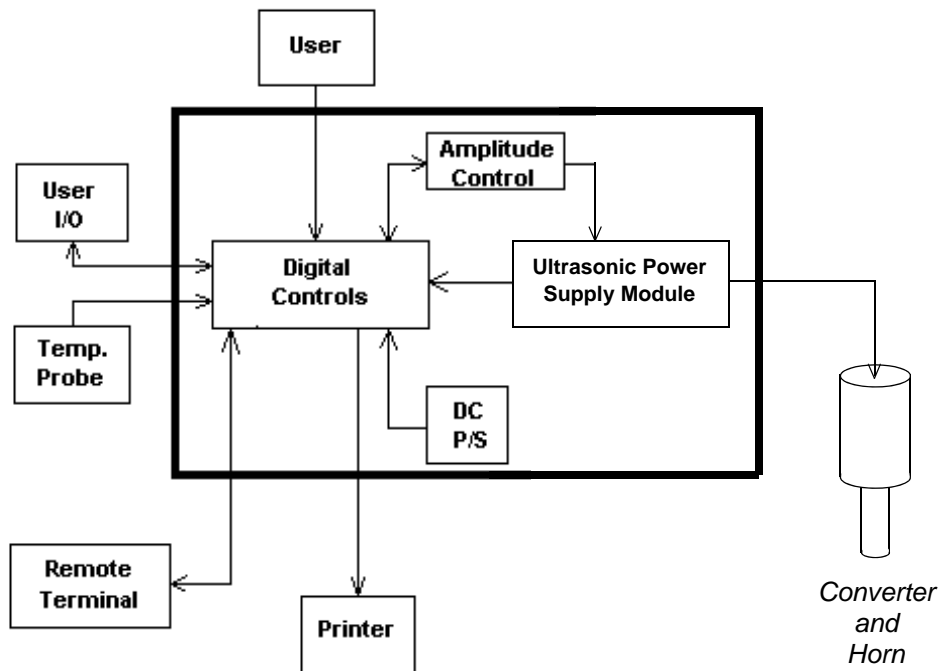 User
Amplitude
Control
User
I/O
Digital
Controls
Ultrasonic Power
Supply Module
Temp.
Probe
DC
P/S
Remote
Terminal
Printer
Converter
and
Horn